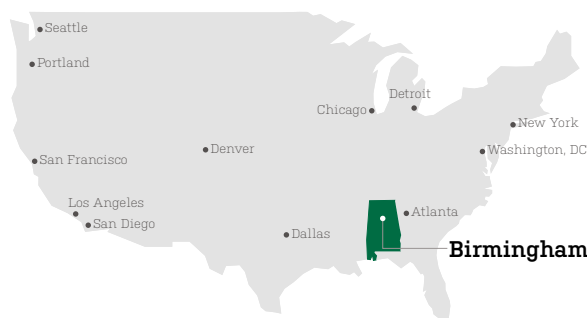 Seattle
Portland
Detroit
Chicago
New York
Denver
Washington, DC
San Francisco
Los Angeles
Atlanta
San Diego
Dallas
Birmingham